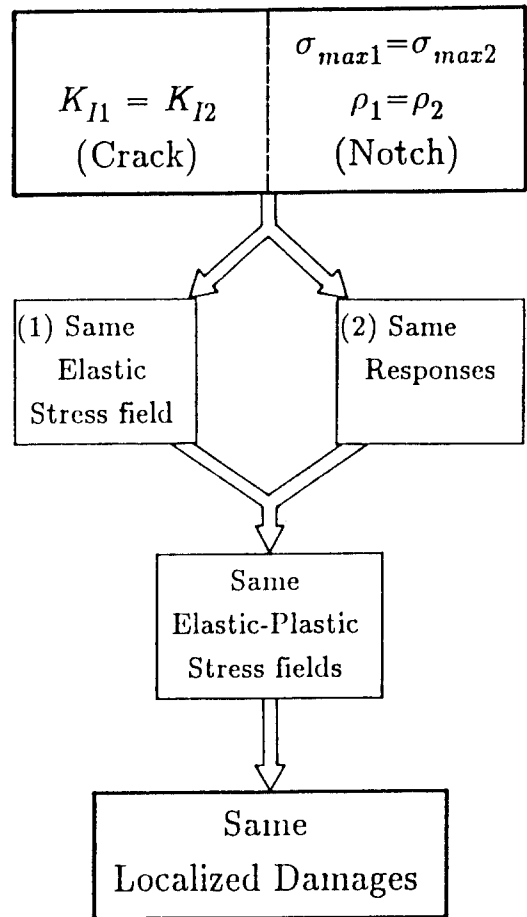 K_{I1} = K_{I2}
(Crack)
σ_{max1}=σ_{max2}
ρ_1=ρ_2
(Notch)
(1) Same
Elastic
Stress field
(2) Same
Responses
Same
Elastic-Plastic
Stress fields
Same
Localized Damages